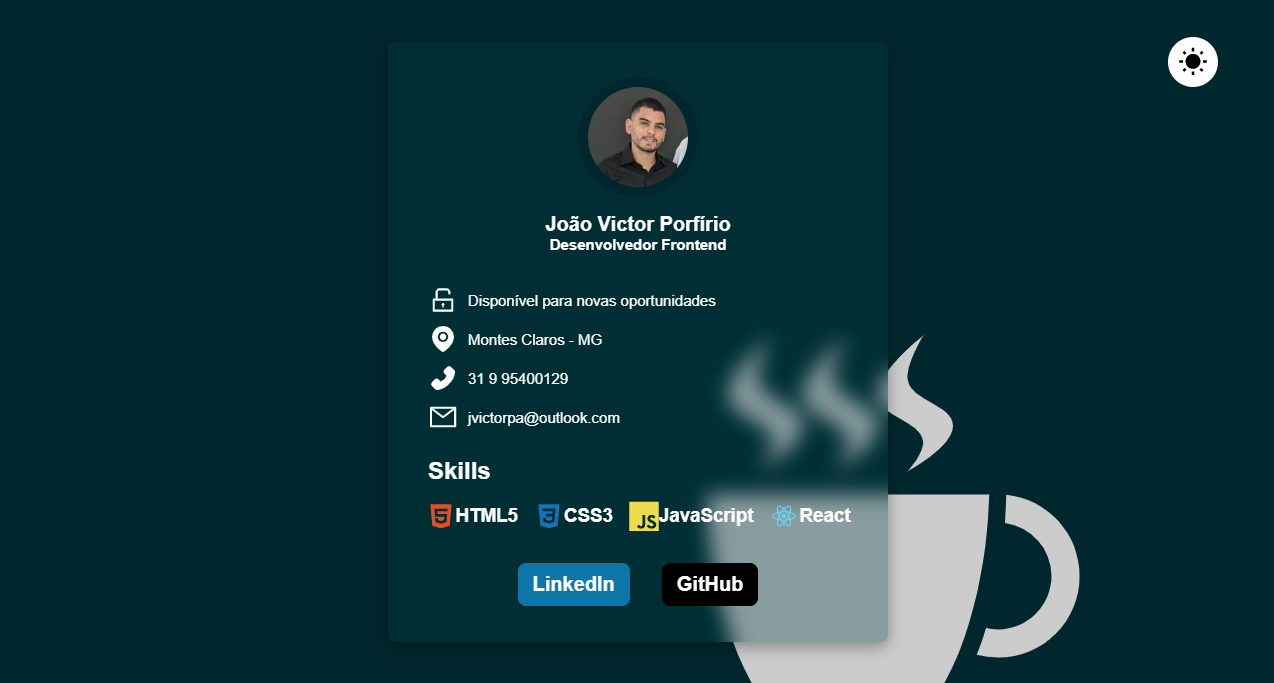 João Victor Porfírio
Desenvolvedor Frontend
Disponível para novas oportunidades
Montes Claros - MG
31 9 95400129
jvictorpa@outlook.com
Skills
HTML5 CSS3 JS JavaScript React
LinkedIn GitHub